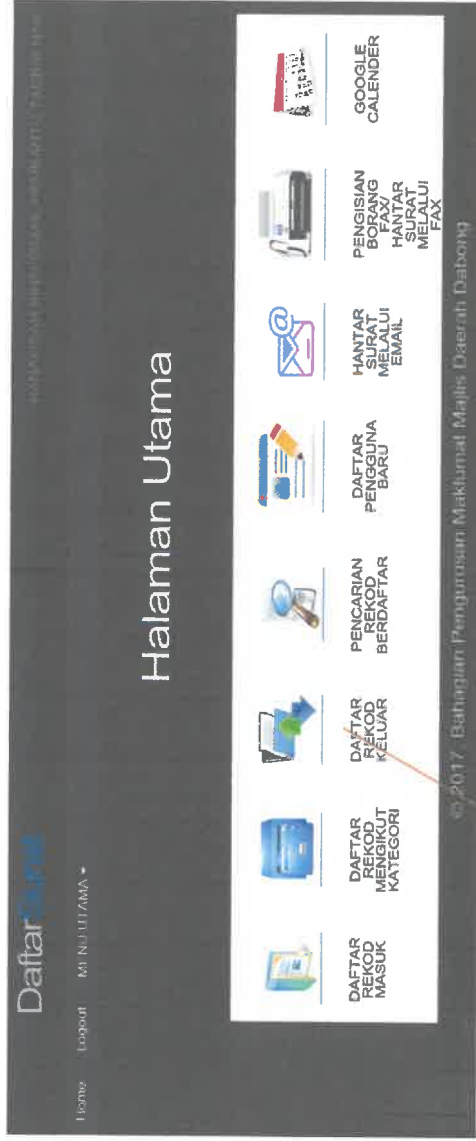 DaftarSurat
Home Logout MENU UTAMA
Halaman Utama
DAFTAR
REKOD
MASUK
DAFTAR
REKOD
MENGIKUT
KATEGORI
DAFTAR
REKOD
KELUAR
PENCARIAN
REKOD
BERDAFTAR
DAFTAR
PENGGUNA
BARU
HANTAR
SURAT
MELALUI
EMAIL
PENGISIAN
BORANG
FAX/
HANTAR
SURAT
MELALUI
FAX
GOOGLE
CALENDER
©2017. Bahagian Pengurusan Maklumat Majlis Daerah Dabong